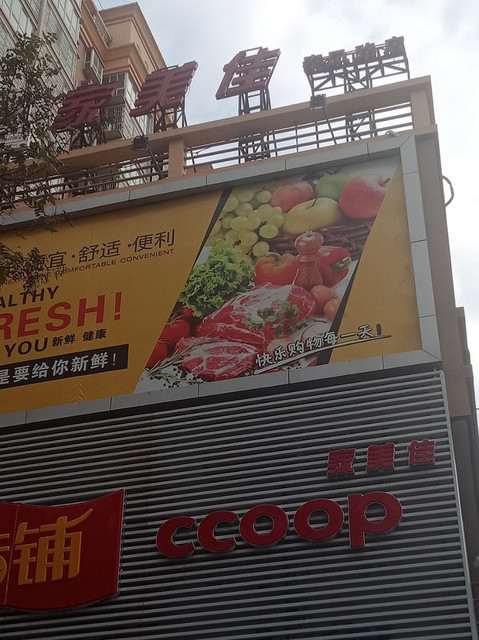 家美佳
宜·舒适·便利
COMFORTABLE CONVENIENT
ALTHY
RESH!
YOU 新鲜 健康
是要给你新鲜!
快乐购物每一天!
家美佳
铺
ccoop